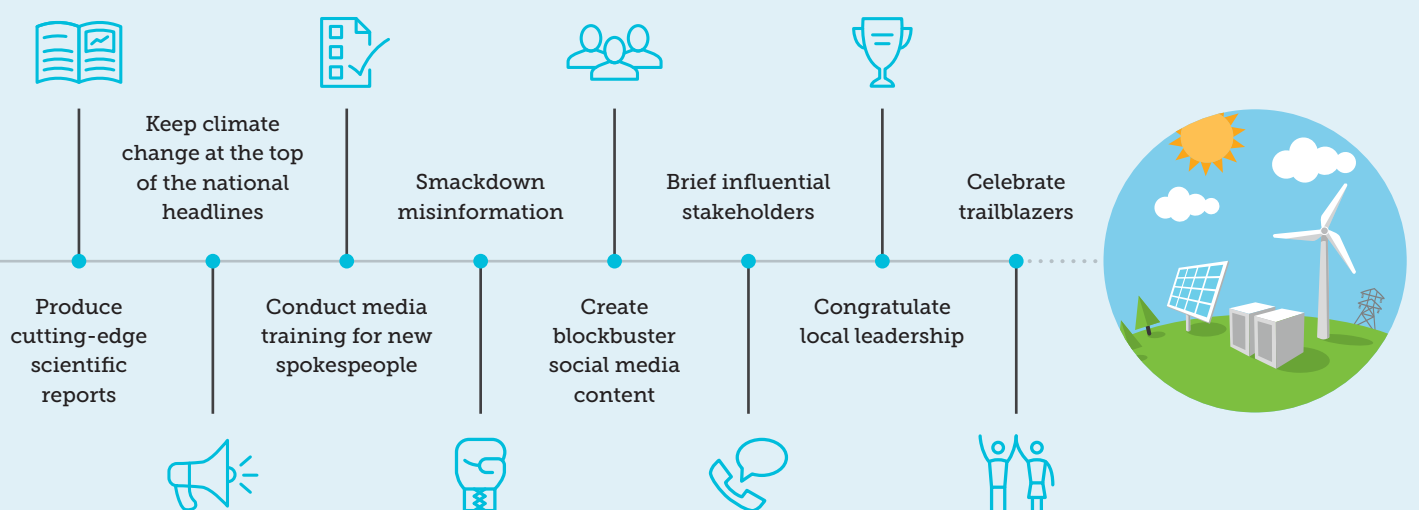 Produce
cutting-edge
scientific
reports
Keep climate
change at the top
of the national
headlines
Conduct media
training for new
spokespeople
Smackdown
misinformation
Create
blockbuster
social media
content
Brief influential
stakeholders
Congratulate
local leadership
Celebrate
trailblazers